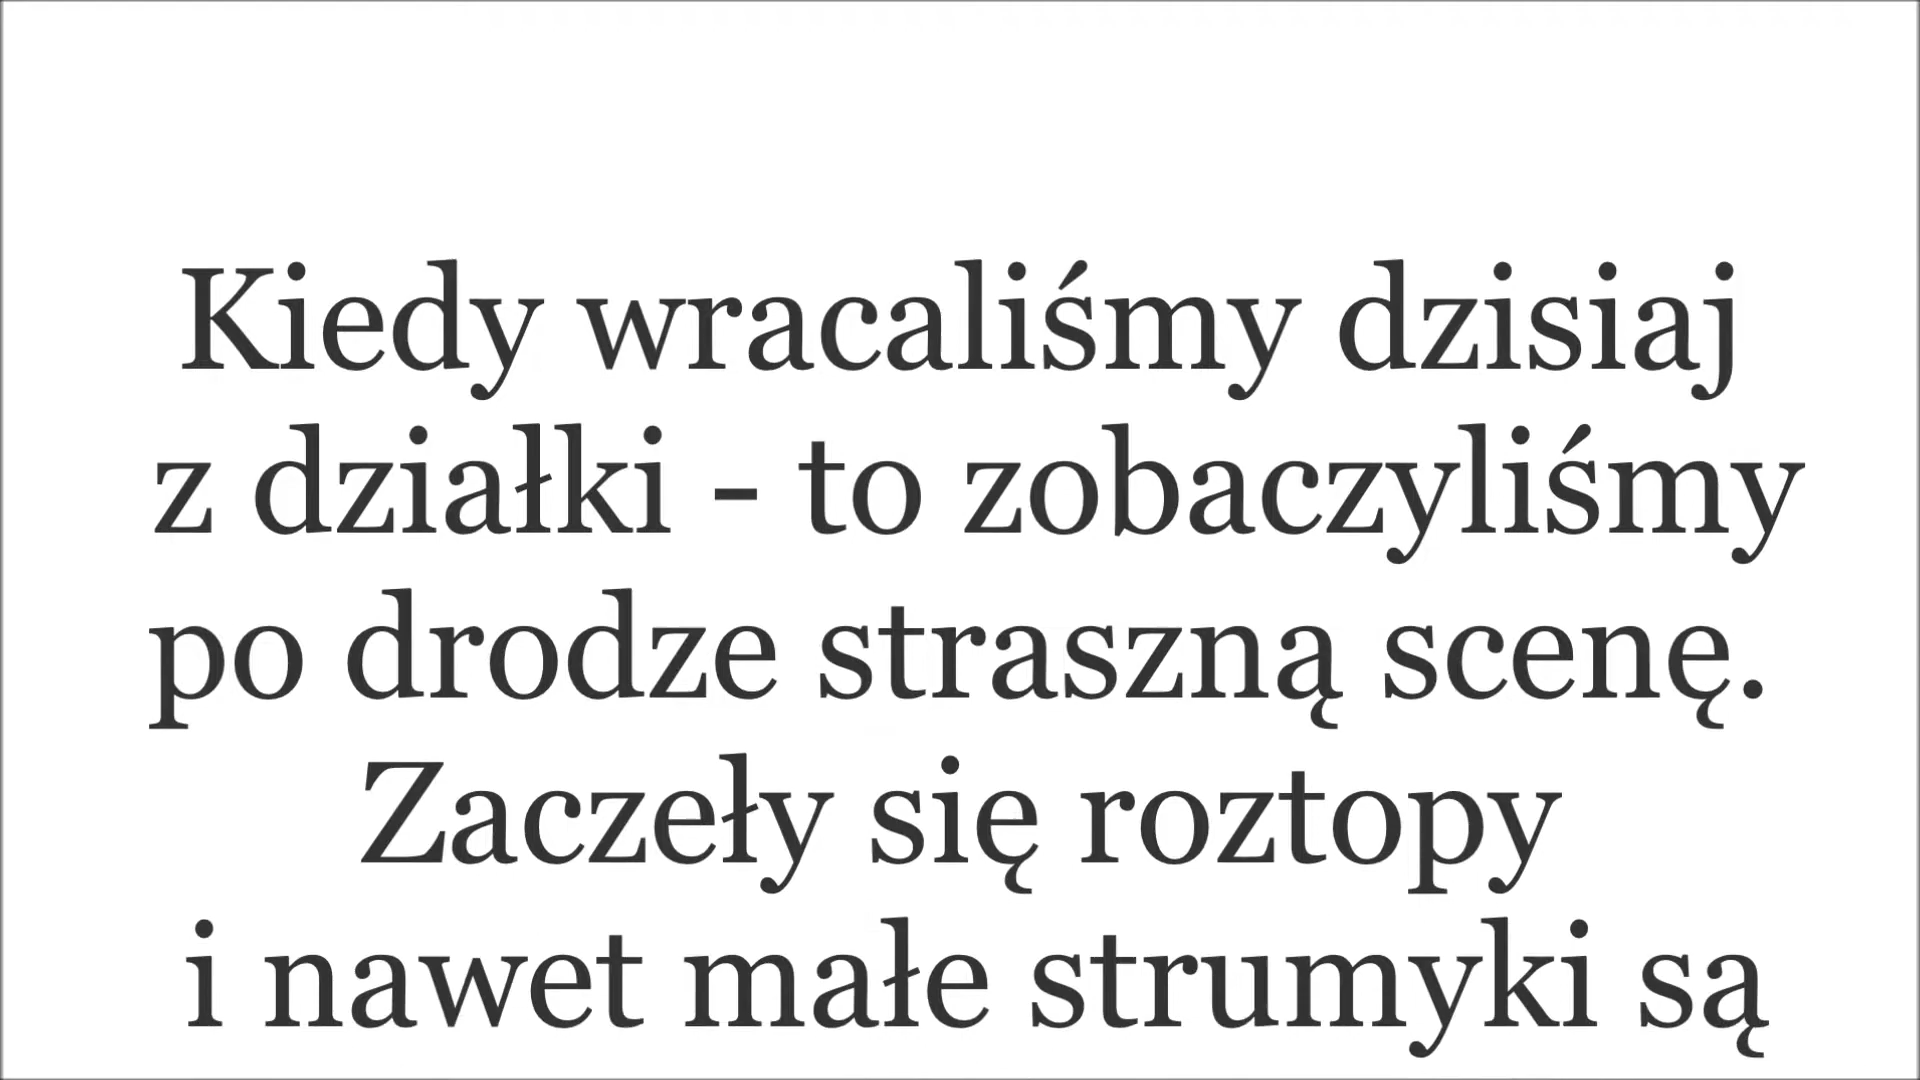 Kiedy wracaliśmy dzisiaj
z działki - to zobaczyliśmy
po drodze straszną scenę.
Zaczeły się roztopy
i nawet małe strumyki są